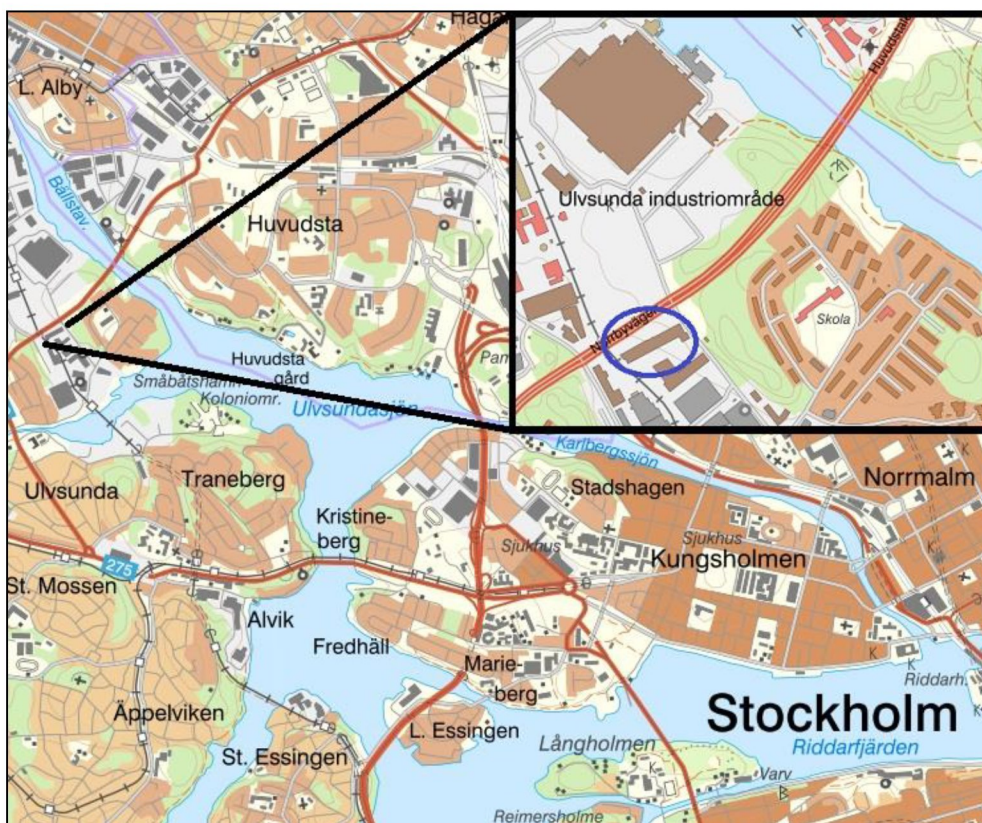 Haga
L. Alby
Bällstav.
Huvudsta
Huvudsta
gård
Småbåtshamn
Koloniomr.
Ulvsundasjön
Pam
Huvudsta
Ulvsunda industriområde
Norrbyvägen
Skola
Karlbergssjön
Ulvsunda
Traneberg
Kristine-
berg
Stadshagen
Norrmalm
Sjukhus
Sjukhus
Kungsholmen
275
St. Mossen
Alvik
Fredhäll
Marie-
berg
Riddarh.
Äppelviken
L. Essingen
St. Essingen
Stockholm
Långholmen
Riddarfjärden
Varv
Reimersholme